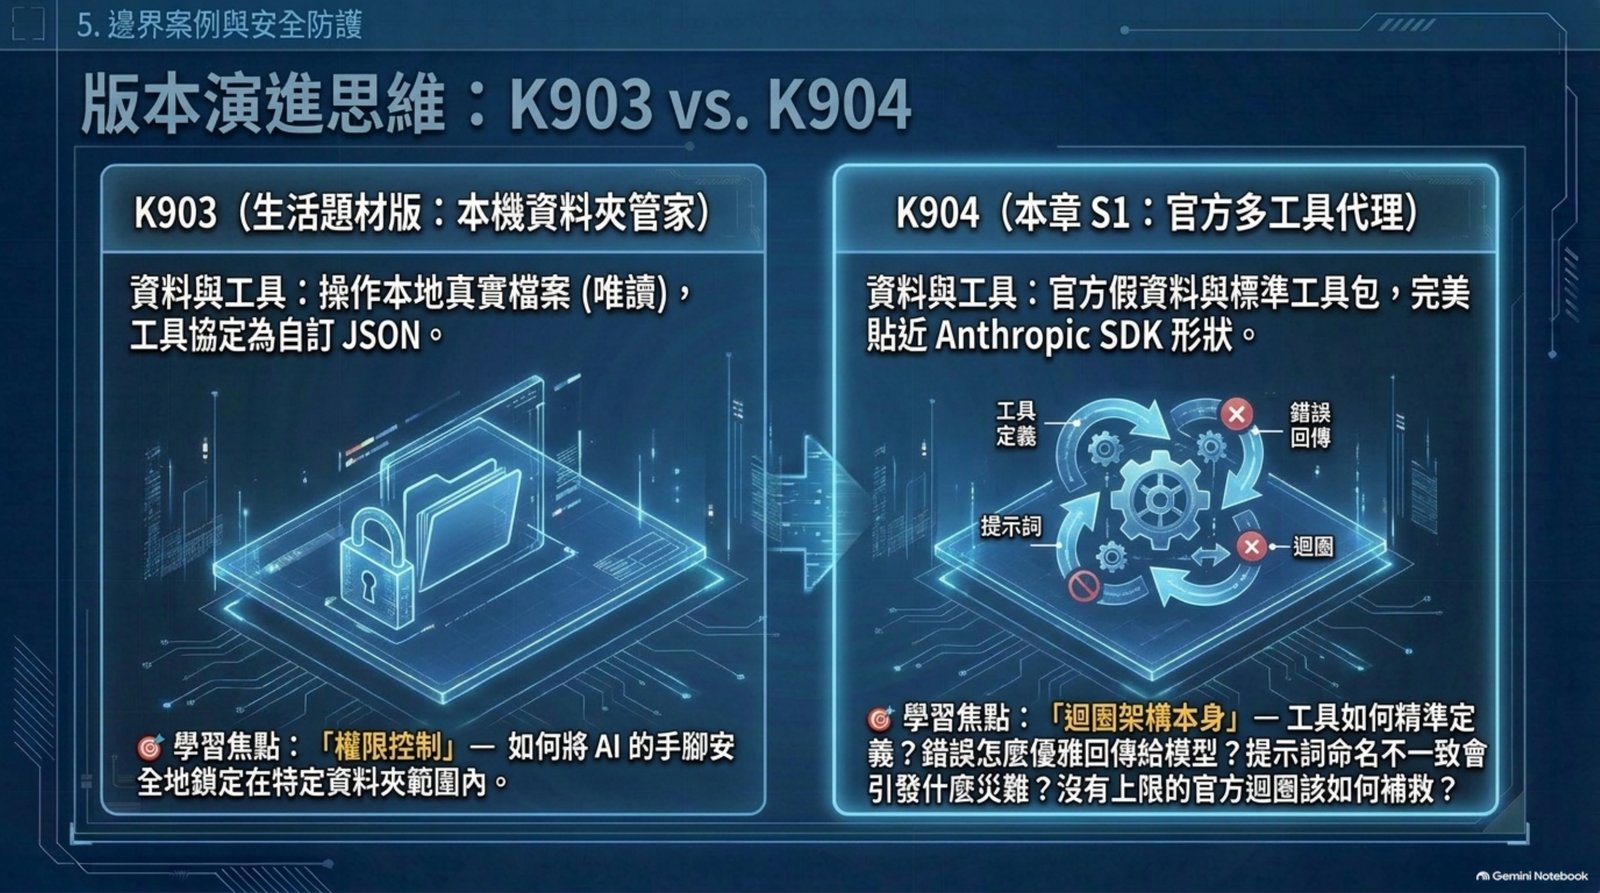 5. 邊界案例與安全防護
版本演進思維：K903 vs. K904
K903（生活題材版：本機資料夾管家）
資料與工具：操作本地真實檔案 (唯讀)，
工具協定為自訂 JSON。
學習焦點：「權限控制」— 如何將 AI 的手腳安
全地鎖定在特定資料夾範圍內。
K904（本章 S1：官方多工具代理）
資料與工具：官方假資料與標準工具包，完美
貼近 Anthropic SDK 形狀。
工具
定義
錯誤
回傳
提示詞
迴圈
學習焦點：「迴圈架構本身」— 工具如何精準定
義？錯誤怎麼優雅回傳給模型？提示詞命名不一致會
引發什麼災難？沒有上限的官方迴圈該如何補救？
Gemini Notebook